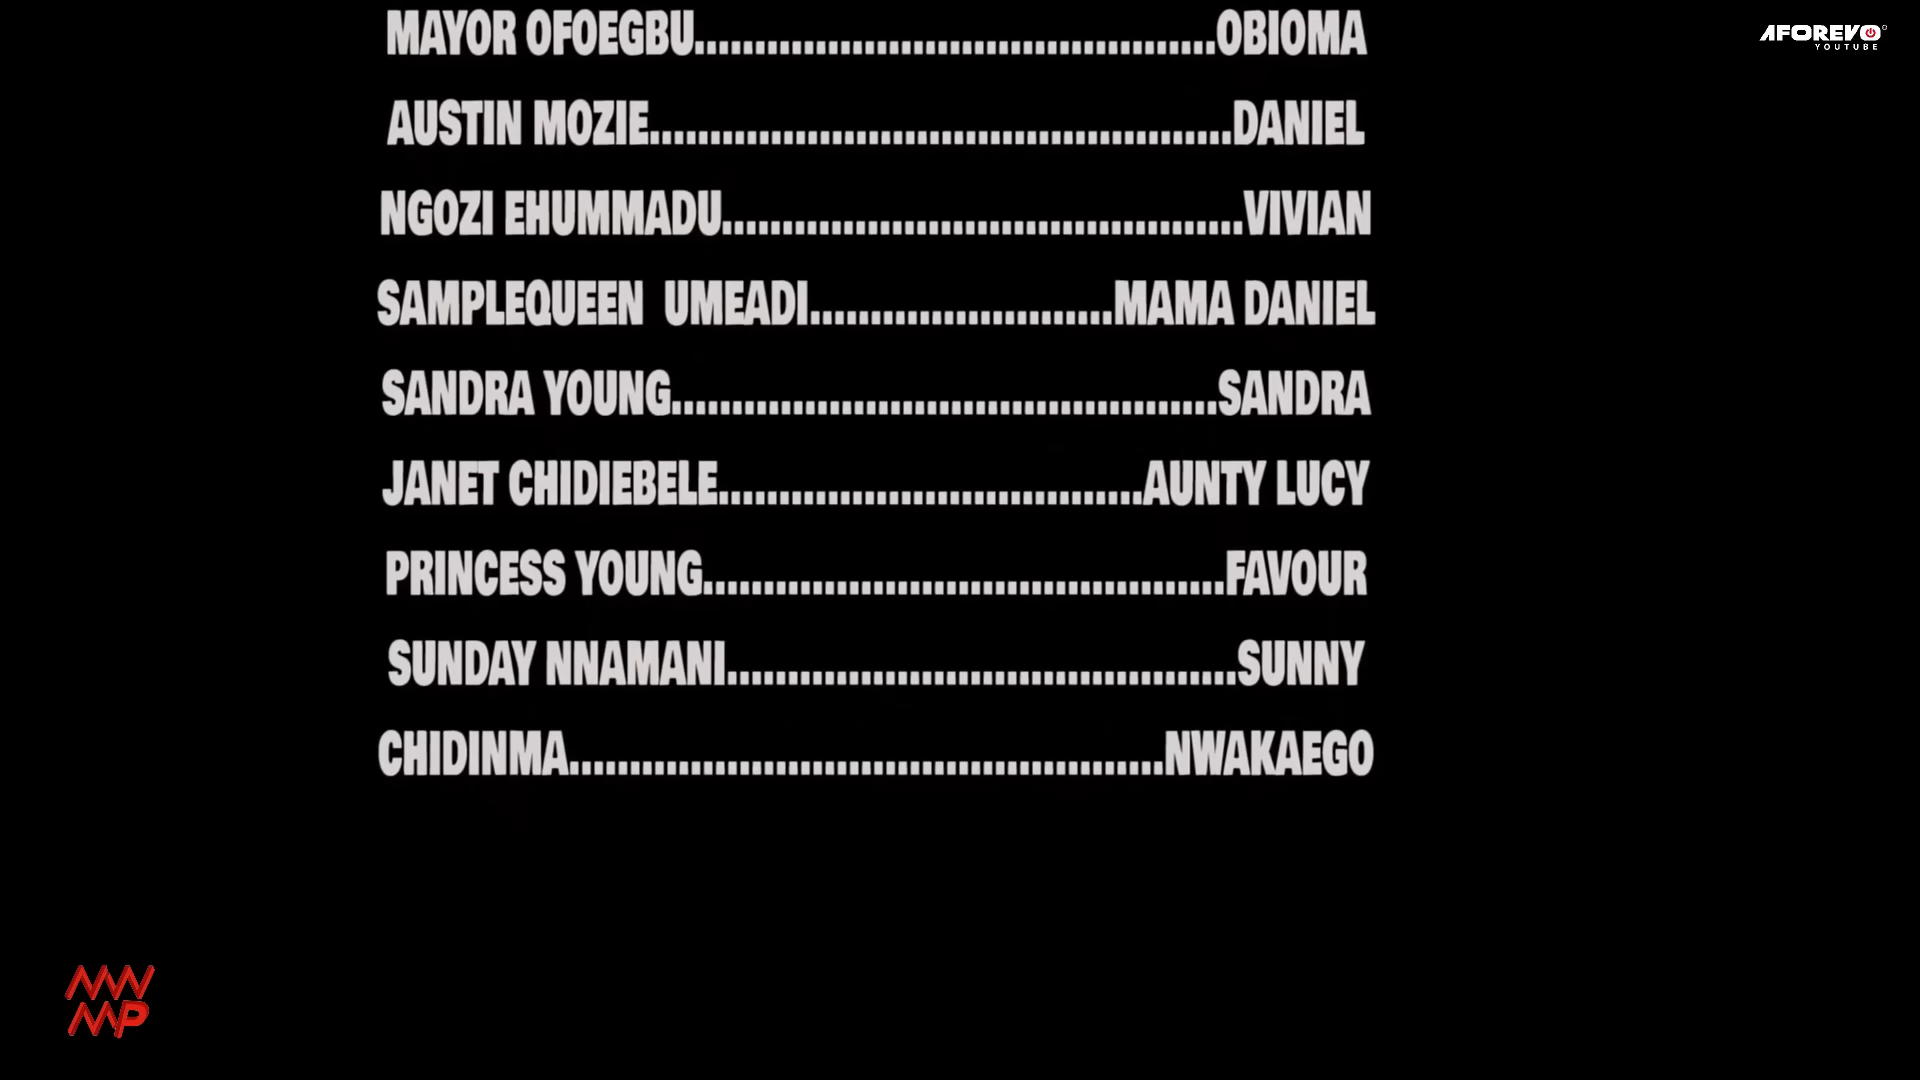 MAYOR OFOEGBU...........................................OBIOMA
AFOREVO
YOUTUBE
AUSTIN MOZIE................................................DANIEL
NGOZI EHUMMADU...........................................VIVIAN
SAMPLEQUEEN  UMEADI.........................MAMA DANIEL
SANDRA YOUNG.............................................SANDRA
JANET CHIDIEBELE...................................AUNTY LUCY
PRINCESS YOUNG...........................................FAVOUR
SUNDAY NNAMANI..........................................SUNNY
CHIDINMA.................................................NWAKAEGO